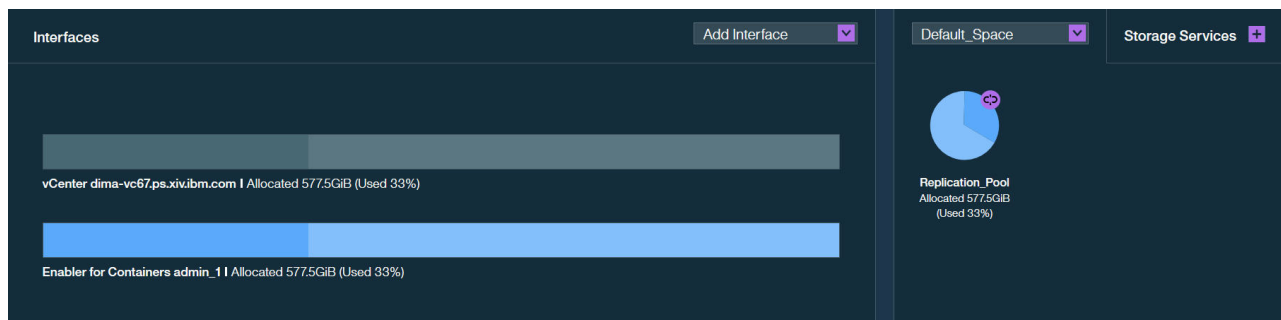 Interfaces
Add Interface
vCenter dima-vc67.ps.xiv.ibm.com | Allocated 577.5GiB (Used 33%)
Enabler for Containers admin_1 | Allocated 577.5GiB (Used 33%)
Default_Space
Storage Services +
Replication_Pool
Allocated 577.5GiB
(Used 33%)